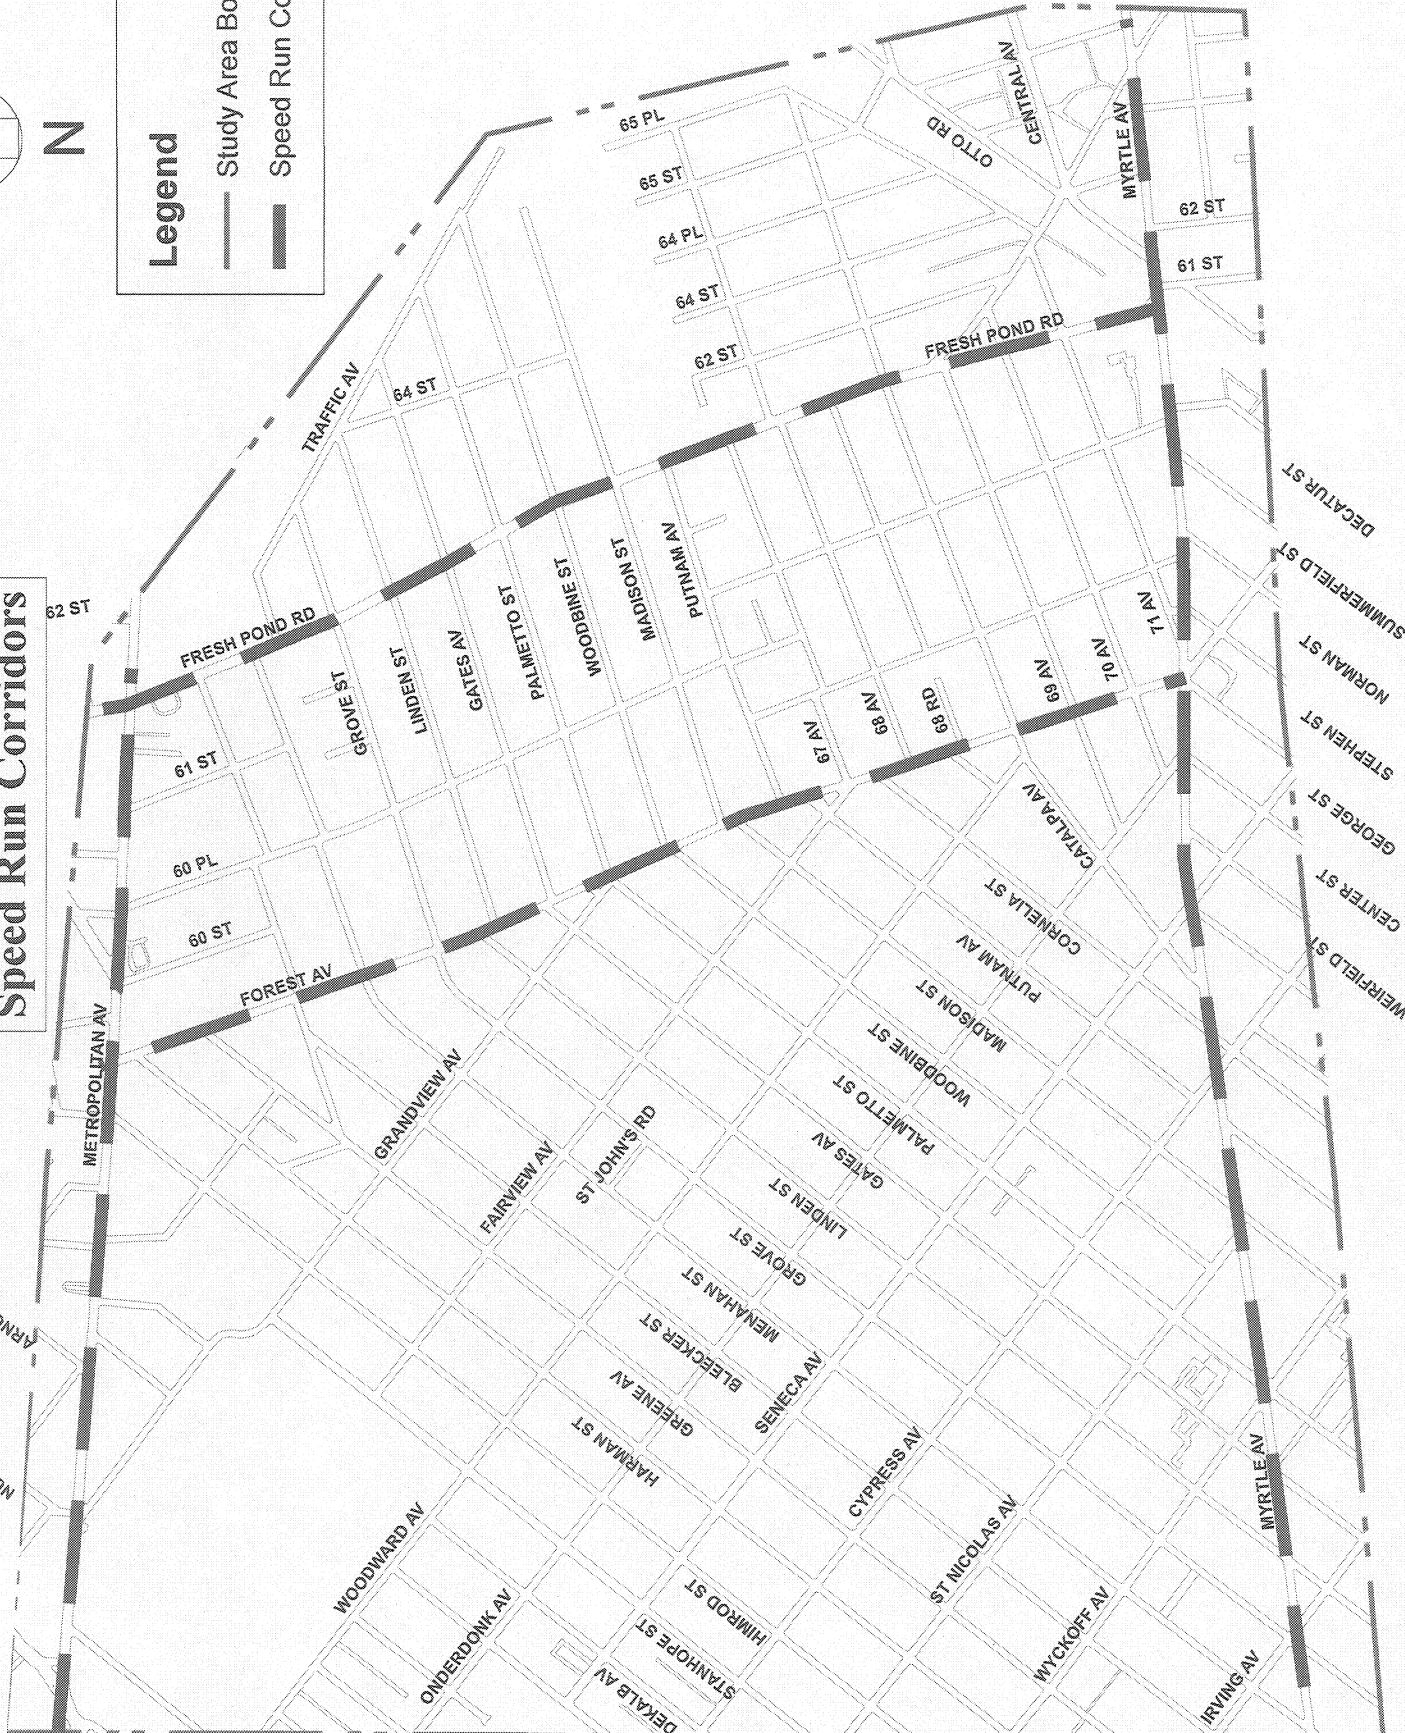 Speed Run Corridors
N
Legend
Study Area Bo
Speed Run Co
62 ST
65 PL
65 ST
64 PL
64 ST
62 ST
OTTO RD
CENTRAL AV
MYRTLE AV
62 ST
61 ST
TRAFFIC AV
64 ST
FRESH POND RD
FRESH POND RD
GROVE ST
LINDEN ST
GATES AV
PALMETTO ST
WOODBINE ST
MADISON ST
PUTNAM AV
67 AV
68 AV
68 RD
69 AV
70 AV
71 AV
DECATUR ST
SUMMERFIELD ST
NORMAN ST
STEPHEN ST
GEORGE ST
CENTER ST
WEIRFIELD ST
61 ST
60 PL
60 ST
FOREST AV
METROPOLITAN AV
CATALPA AV
CORNELIA ST
PUTNAM AV
MADISON ST
WOODBINE ST
PALMETTO ST
GATES AV
LINDEN ST
GROVE ST
MENAHAN ST
BLEECKER ST
GREENE AV
HARMAN ST
GRANDVIEW AV
FAIRVIEW AV
ST JOHN'S RD
SENECA AV
CYPRESS AV
ST NICOLAS AV
WYCKOFF AV
IRVING AV
MYRTLE AV
WOODWARD AV
ONDERDONK AV
HIMROD ST
STANHOPE ST
DEKALB AV